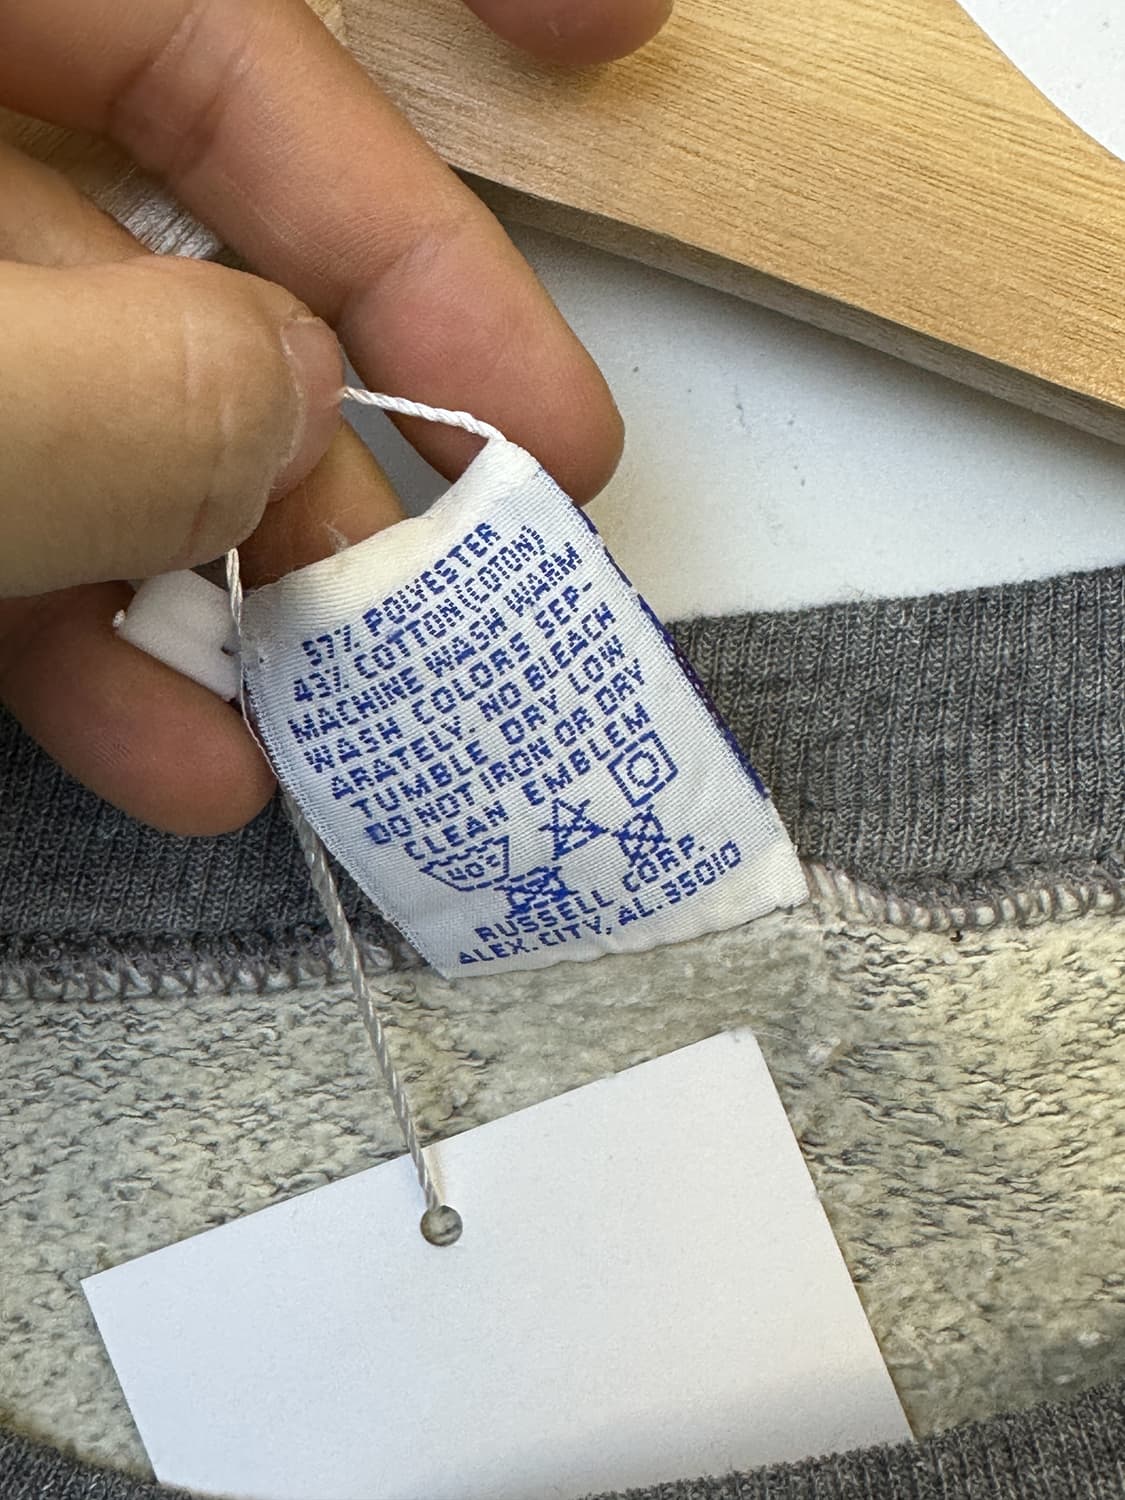 57% POLYESTER
43% COTTON(COTON)
MACHINE WASH WARM
WASH COLORS SEP-
ARATELY. NO BLEACH
TUMBLE DRY LOW
DO NOT IRON OR DRY
CLEAN EMBLEM
40°
RUSSELL CORP.
ALEX.CITY, AL.35010